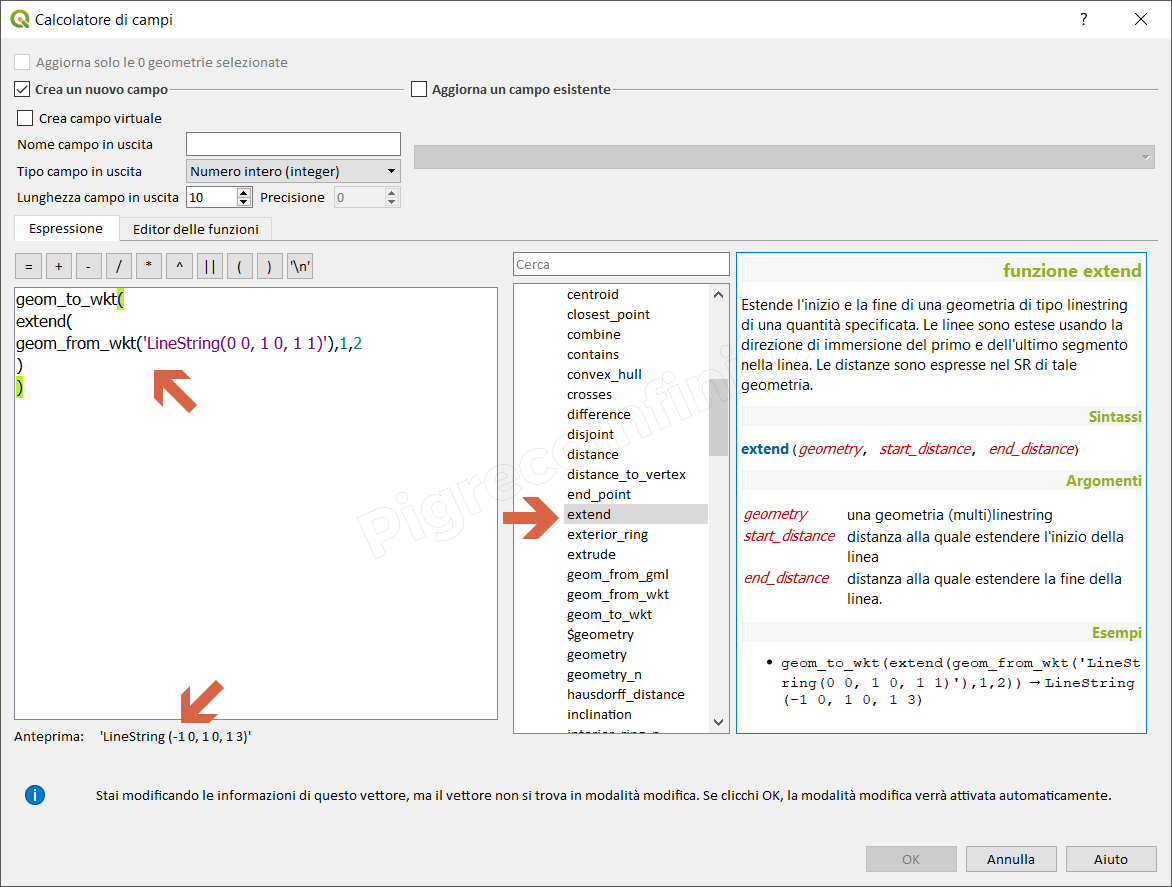 Calcolatore di campi
?
Aggiorna solo le 0 geometrie selezionate
Crea un nuovo campo
Aggiorna un campo esistente
Crea campo virtuale
Nome campo in uscita
Tipo campo in uscita
Numero intero (integer)
Lunghezza campo in uscita
10
Precisione
0
Espressione
Editor delle funzioni
=
+
-
/
*
^
||
(
)
'\n'
geom_to_wkt(
extend(
geom_from_wkt('LineString(0 0, 1 0, 1 1)'),1,2
)
)
Anteprima: 'LineString (-1 0, 1 0, 1 3)'
Cerca
centroid
closest_point
combine
contains
convex_hull
crosses
difference
disjoint
distance
distance_to_vertex
end_point
extend
exterior_ring
extrude
geom_from_gml
geom_from_wkt
geom_to_wkt
$geometry
geometry
geometry_n
hausdorff_distance
inclination
interior_ring_n
funzione extend
Estende l'inizio e la fine di una geometria di tipo linestring
di una quantità specificata. Le linee sono estese usando la
direzione di immersione del primo e dell'ultimo segmento
nella linea. Le distanze sono espresse nel SR di tale
geometria.
Sintassi
extend(geometry, start_distance, end_distance)
Argomenti
geometry una geometria (multi)linestring
start_distance distanza alla quale estendere l'inizio della
linea
end_distance distanza alla quale estendere la fine della
linea.
Esempi
• geom_to_wkt(extend(geom_from_wkt('LineSt
ring(0 0, 1 0, 1 1)'),1,2)) → LineString
(-1 0, 1 0, 1 3)
Stai modificando le informazioni di questo vettore, ma il vettore non si trova in modalità modifica. Se clicchi OK, la modalità modifica verrà attivata automaticamente.
OK
Annulla
Aiuto